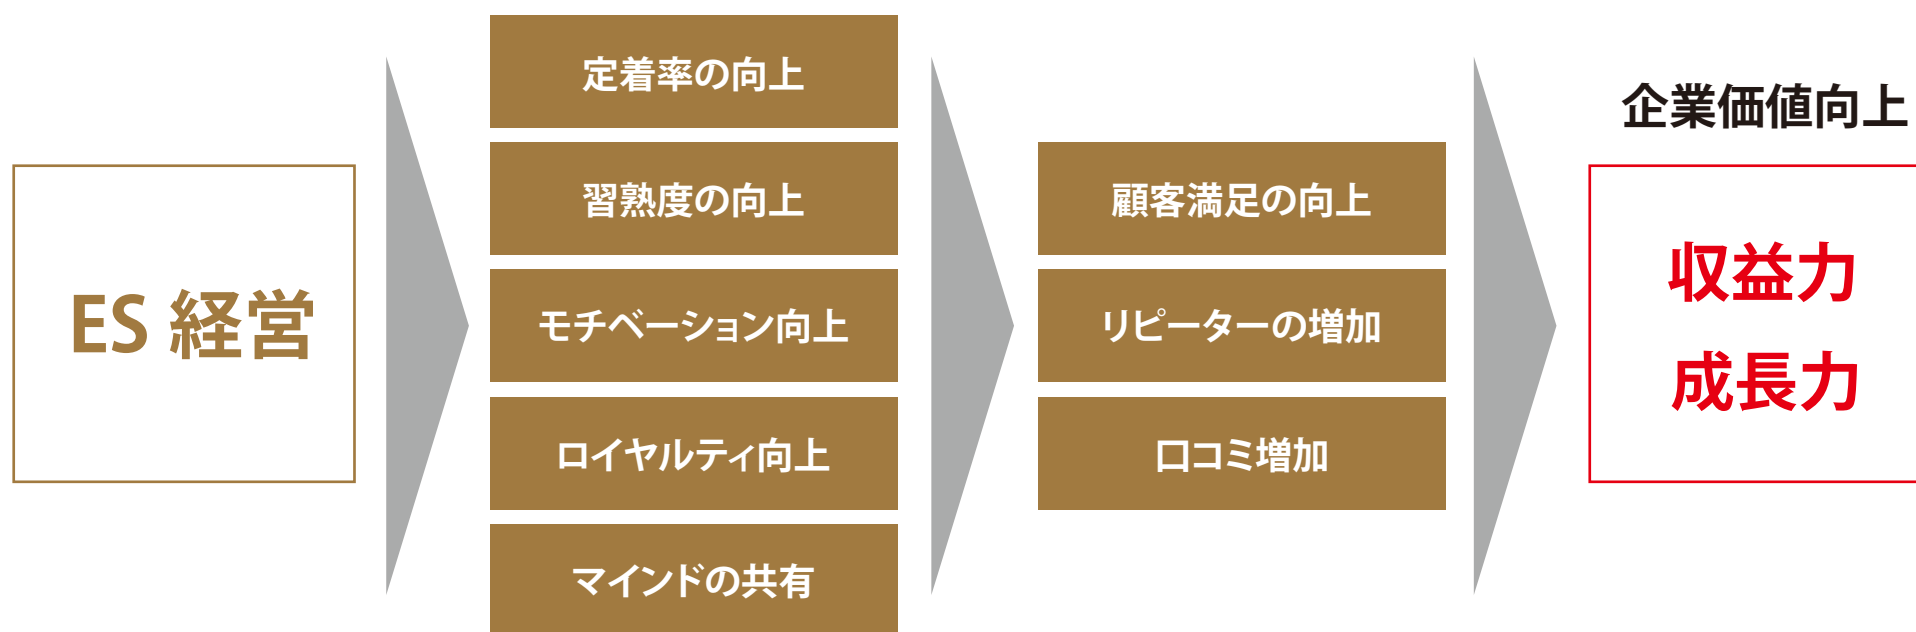 ES 経営
定着率の向上
習熟度の向上
モチベーション向上
ロイヤルティ向上
マインドの共有
顧客満足の向上
リピーターの増加
口コミ増加
企業価値向上
収益力
成長力